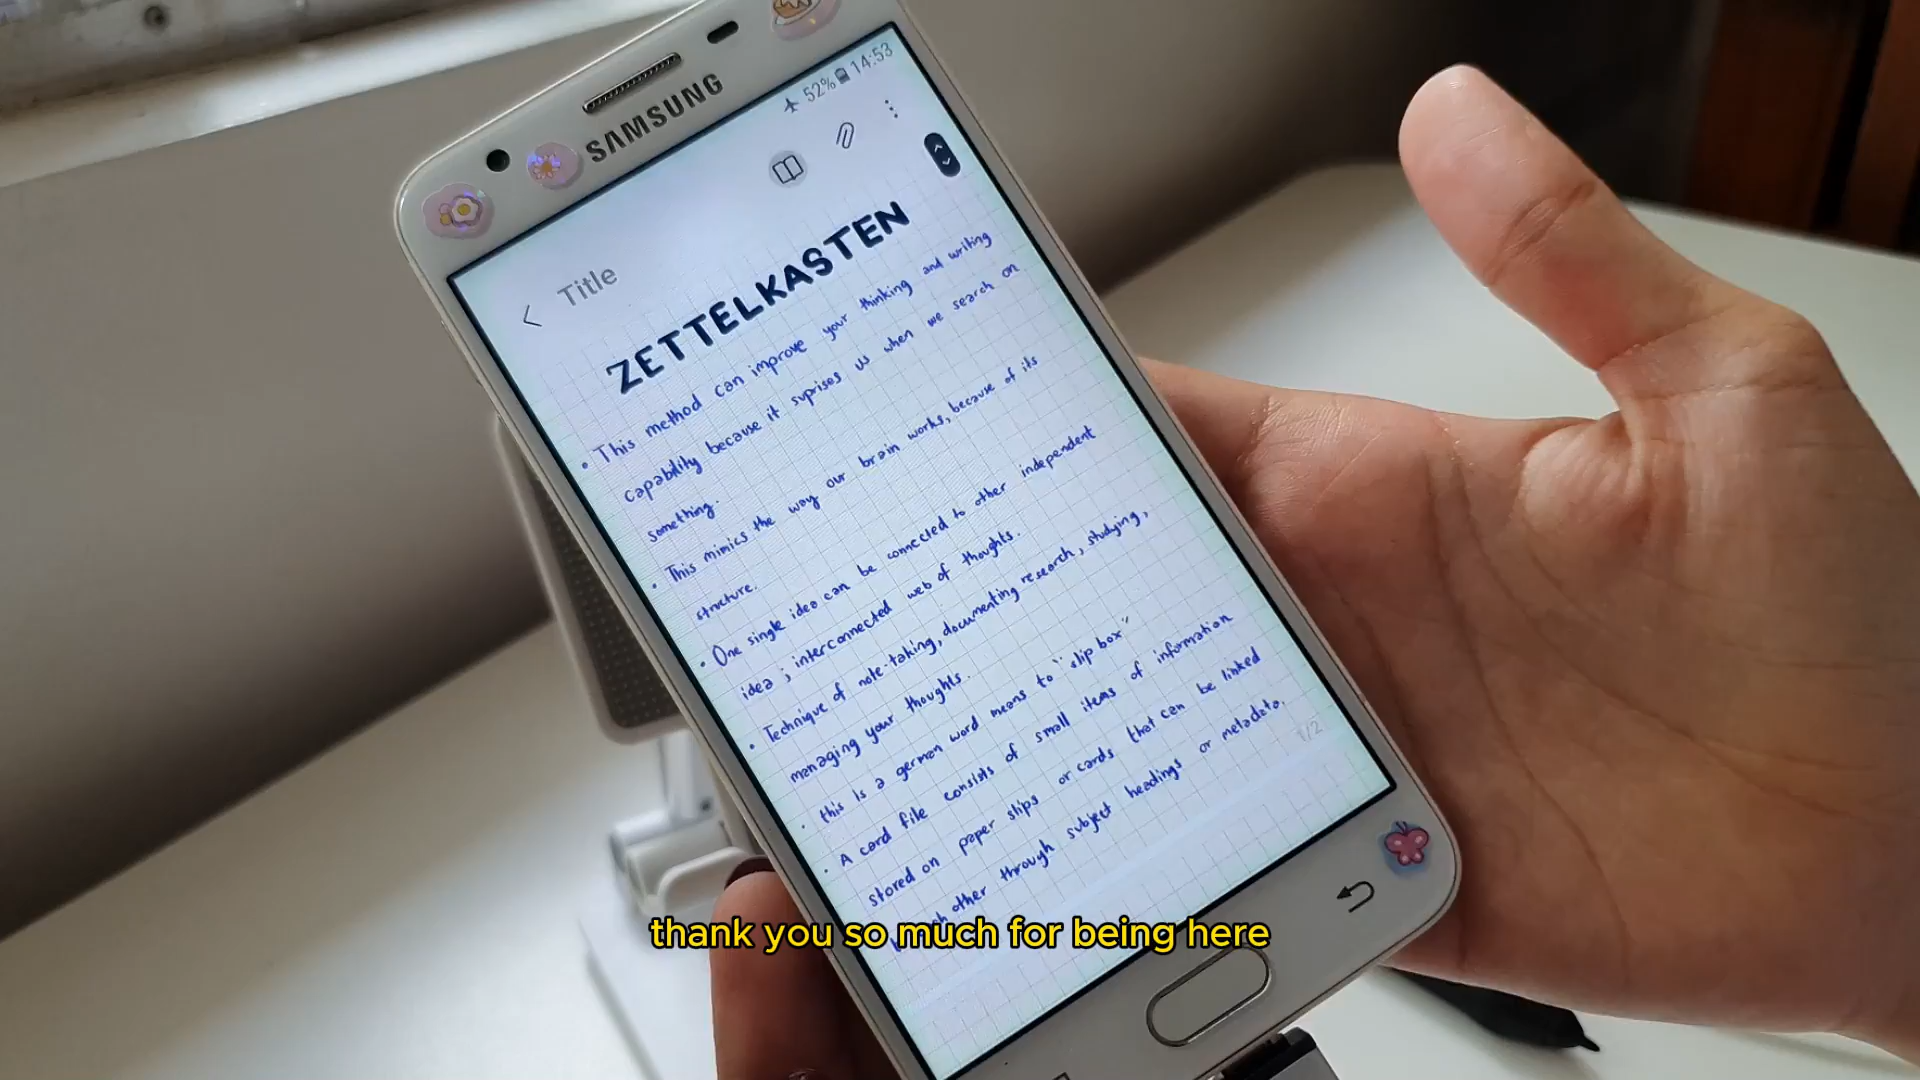 SAMSUNG
52% 14:53
Title
ZETTELKASTEN
• This method can improve your thinking and writing
capability because it suprises us when we search on
something.
• This mimics the way our brain works, because of its
structure.
• One single idea can be connected to other independent
idea ; interconnected web of thoughts.
• Technique of note-taking, documenting research, studying,
managing your thoughts.
• this is a german word means to "slip box"
• A card file consists of small items of information
stored on paper slips or cards that can be linked
other through subject headings or metadata.
1/2
thank you so much for being here